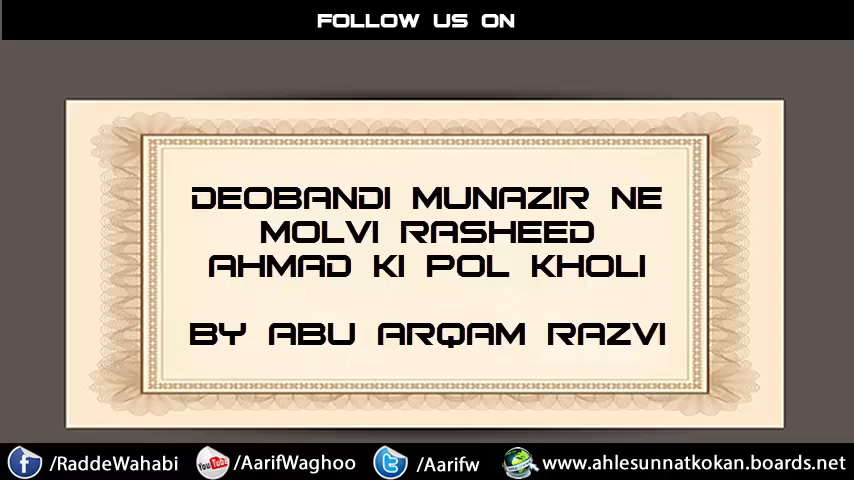 FOLLOW US ON
DEOBANDI MUNAZIR NE
MOLVI RASHEED
AHMAD KI POL KHOLI
BY ABU ARQAM RAZVI
f /RaddeWahabi You Tube /AarifWaghoo /Aarifw www.ahlesunnatkokan.boards.net